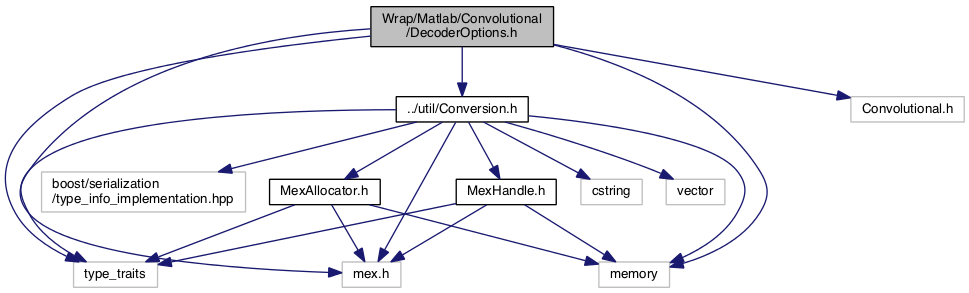 Wrap/Matlab/Convolutional
/DecoderOptions.h
../util/Conversion.h
Convolutional.h
boost/serialization
/type_info_implementation.hpp
MexAllocator.h
MexHandle.h
cstring
vector
type_traits
mex.h
memory